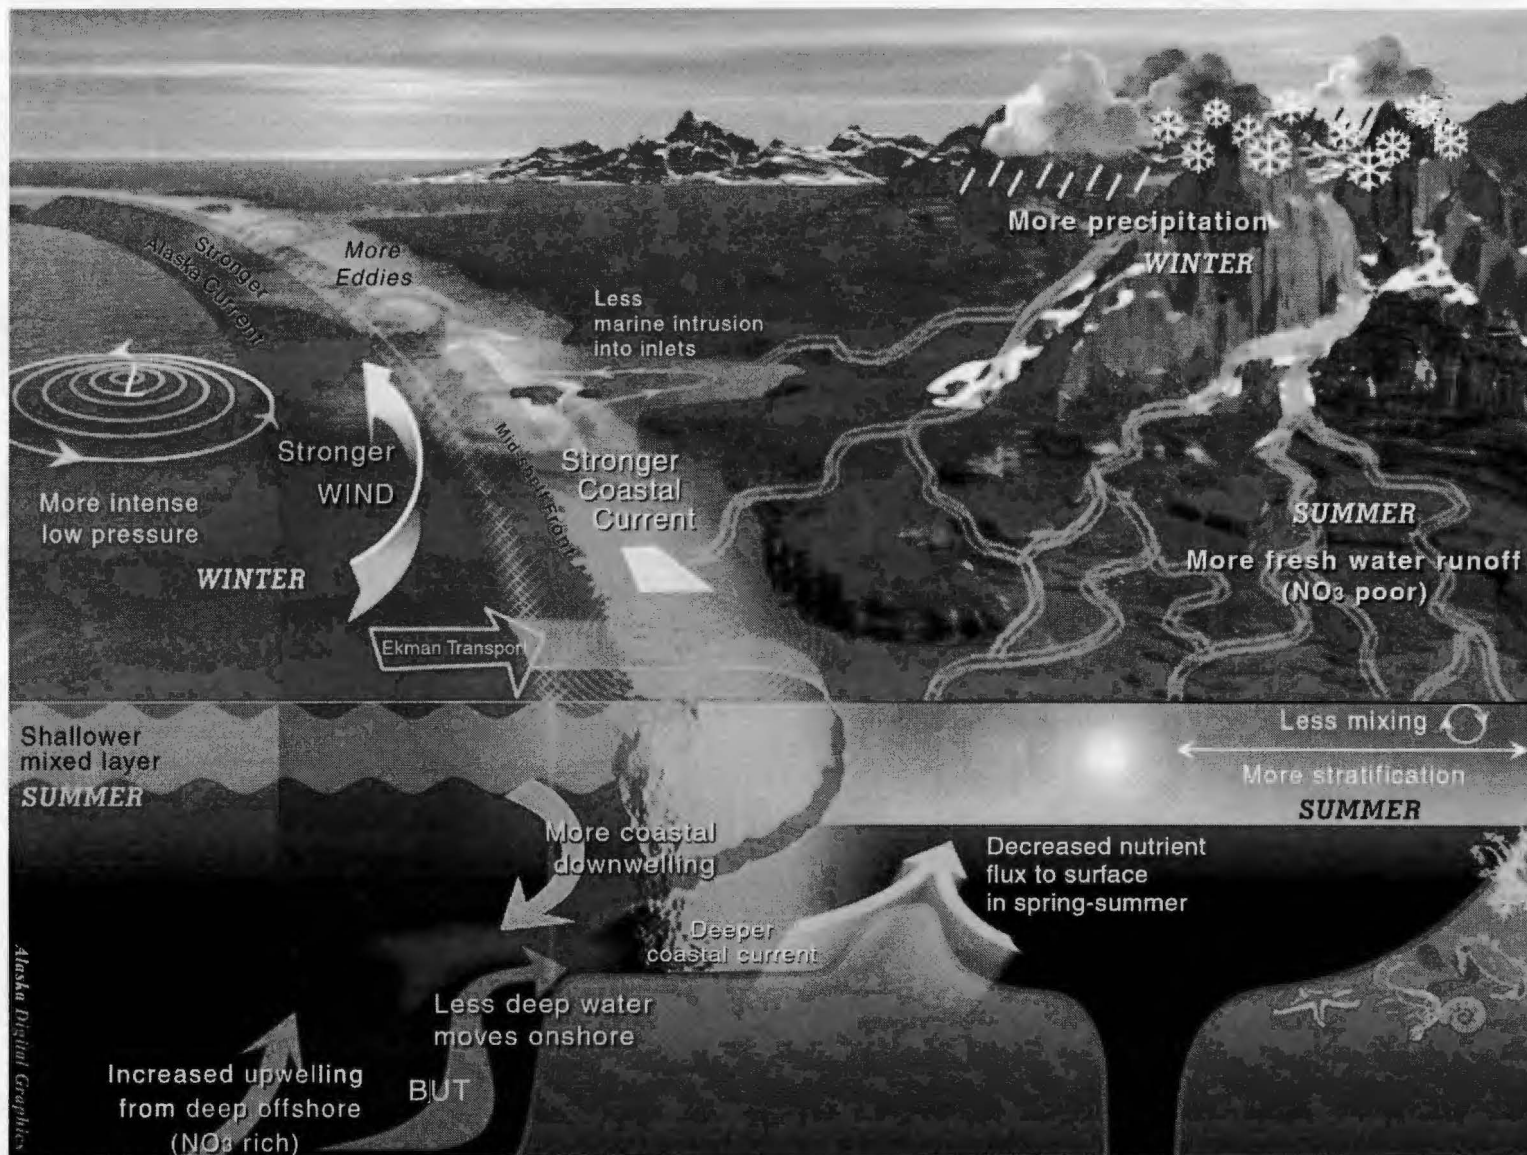 More precipitation
WINTER
Stronger
Alaska Current
More
Eddies
Less
marine intrusion
into inlets
Mid-shelf Front
Stronger
WIND
Stronger
Coastal
Current
More intense
low pressure
WINTER
SUMMER
More fresh water runoff
(NO3 poor)
Ekman Transport
Shallower
mixed layer
SUMMER
Less mixing
More stratification
SUMMER
More coastal
downwelling
Decreased nutrient
flux to surface
in spring-summer
Deeper
coastal current
Less deep water
moves onshore
Increased upwelling
from deep offshore
(NO3 rich)
BUT
Alaska Digital Graphics